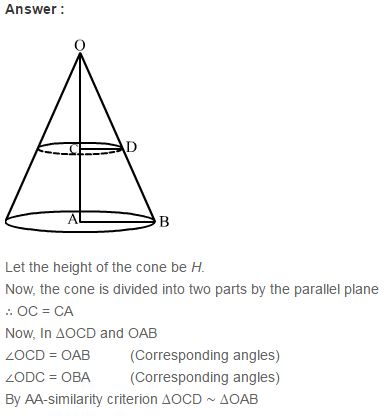 Answer :
O
C D
A B
Let the height of the cone be H.
Now, the cone is divided into two parts by the parallel plane
∴ OC = CA
Now, In ΔOCD and OAB
∠OCD = OAB (Corresponding angles)
∠ODC = OBA (Corresponding angles)
By AA-similarity criterion ΔOCD ~ ΔOAB